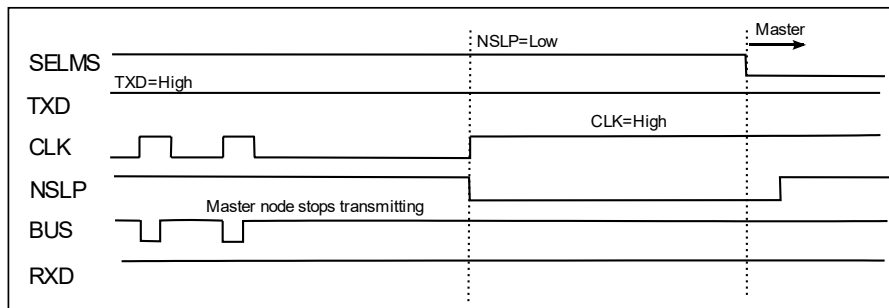 Master
NSLP=Low
SELMS
TXD=High
TXD
CLK=High
CLK
NSLP
Master node stops transmitting
BUS
RXD